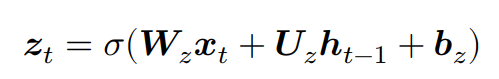 z_t = σ(W_z x_t + U_z h_{t−1} + b_z)